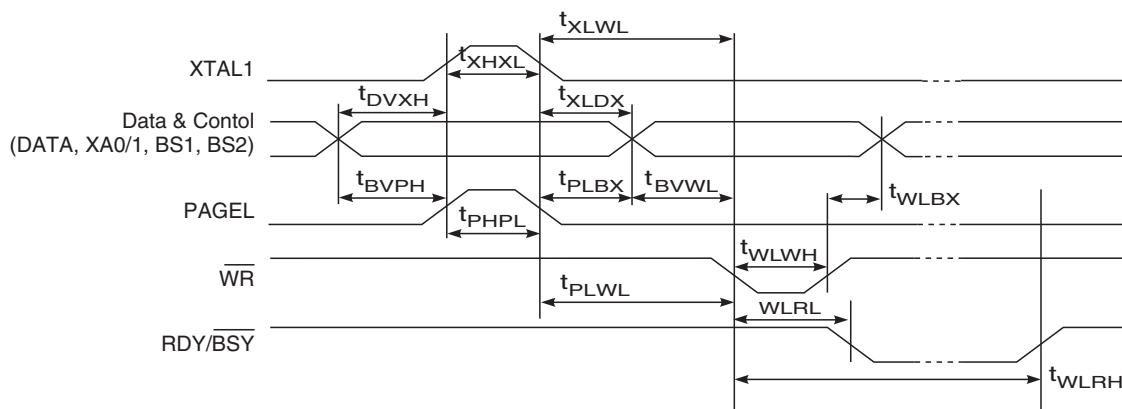 tXLWL
XTAL1
tXHXL
tDVXH
tXLDX
Data & Contol
(DATA, XA0/1, BS1, BS2)
tBVPH
tPLBX
tBVWL
tWLBX
PAGEL
tPHPL
tWLWH
WR
tPLWL
WLRL
RDY/BSY
tWLRH